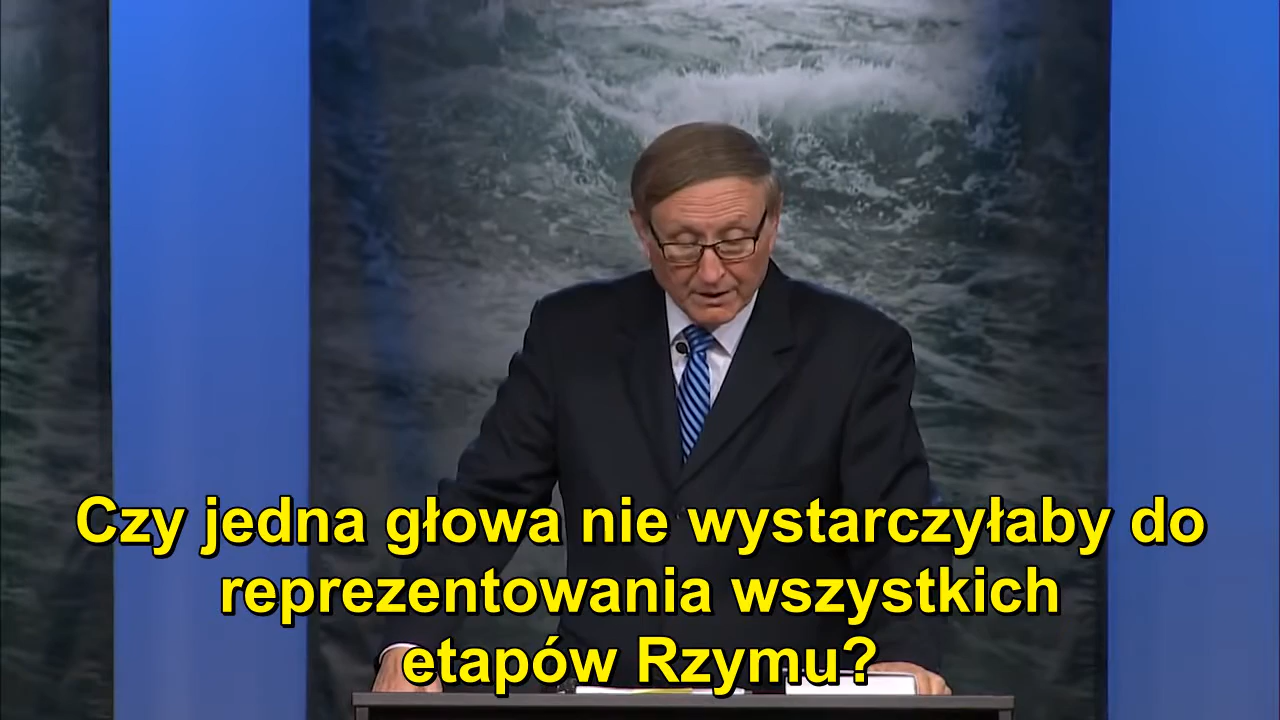 Czy jedna głowa nie wystarczyłaby do
reprezentowania wszystkich
etapów Rzymu?